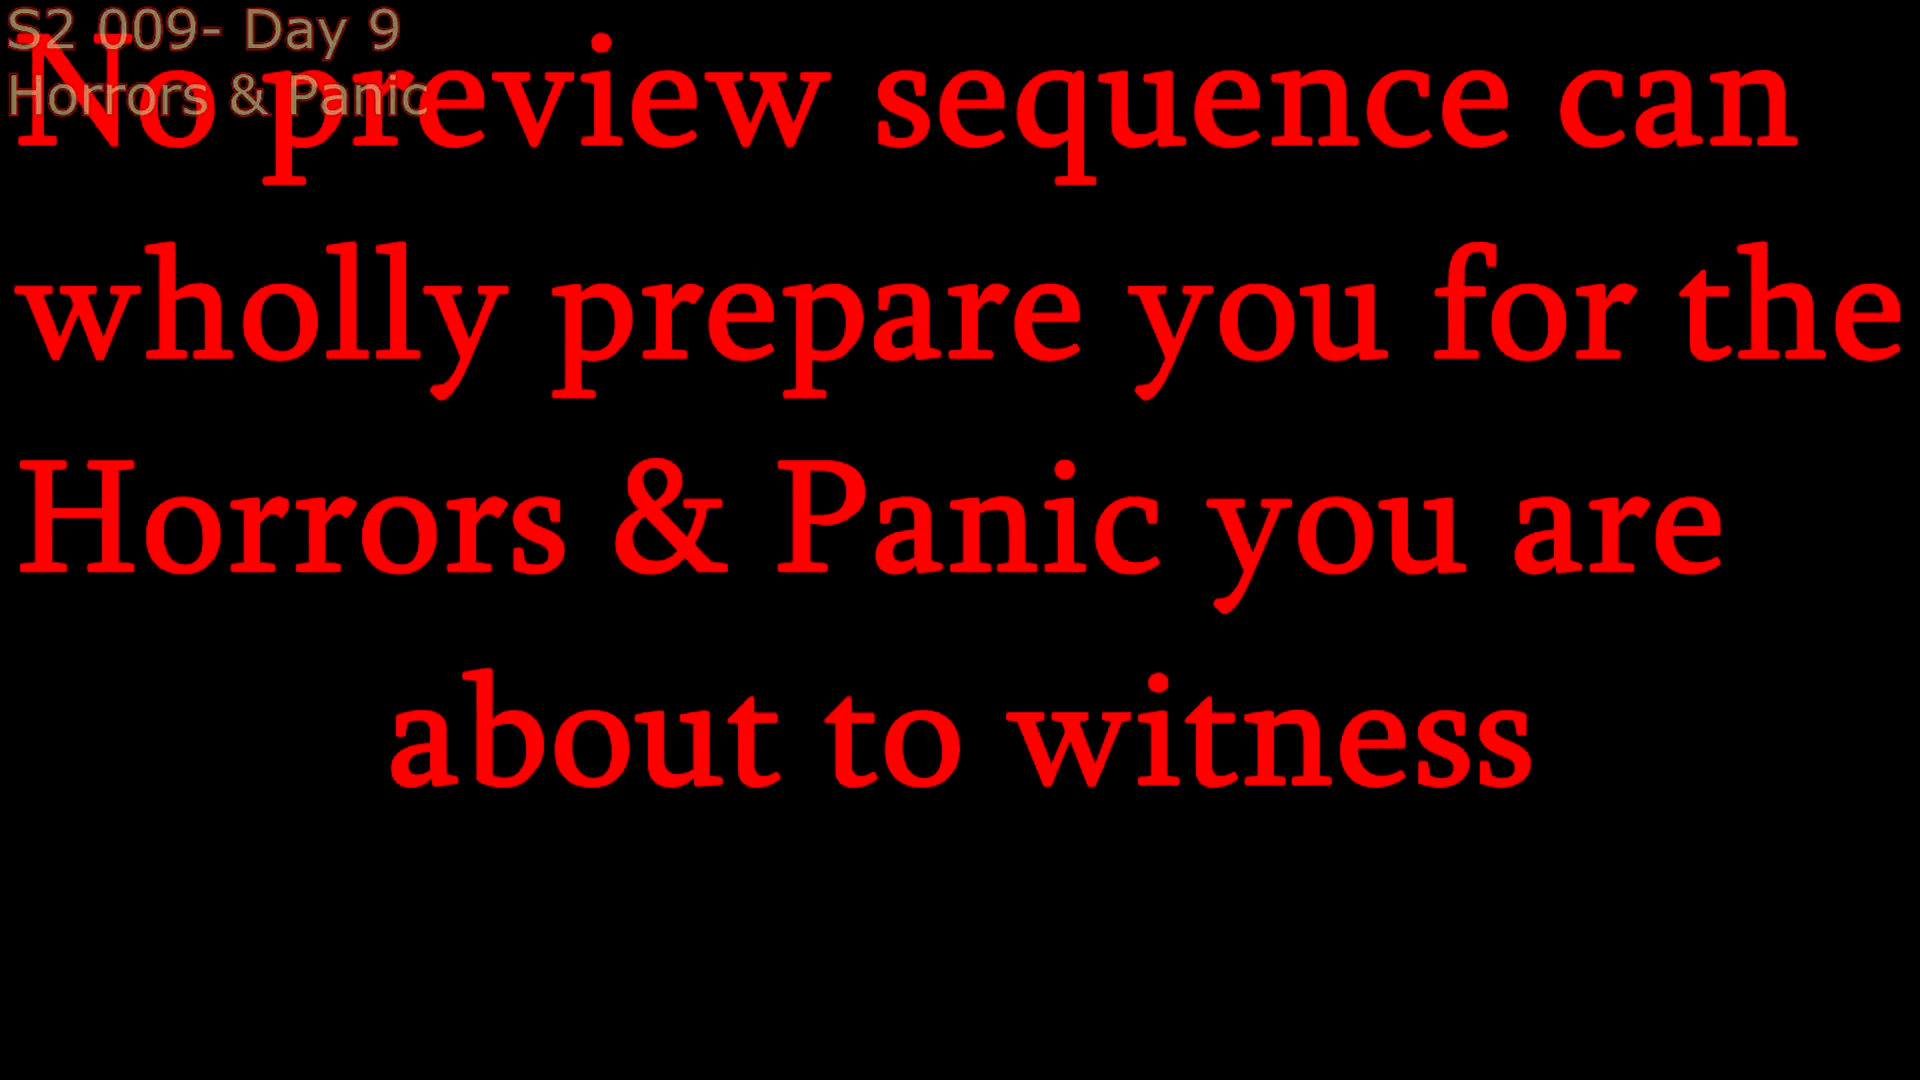 S2 009- Day 9
Horrors & Panic
No preview sequence can
wholly prepare you for the
Horrors & Panic you are
about to witness